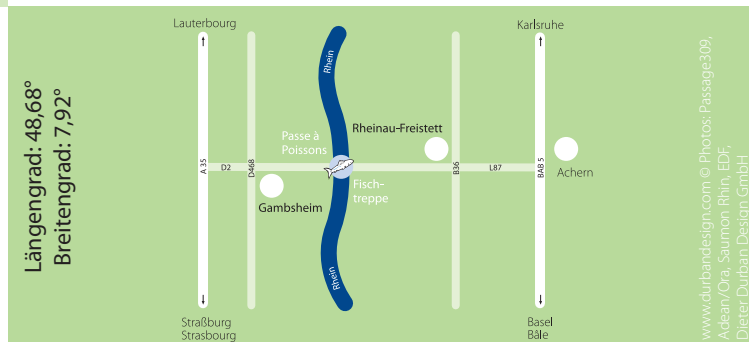 Längengrad: 48,68°
Breitengrad: 7,92°
Lauterbourg
Karlsruhe
Rhein
Passe à
Poissons
Rheinau-Freistett
A 35
D2
D468
B36
L87
BAB 5
Achern
Gambsheim
Fisch-
treppe
Rhein
Straßburg
Strasbourg
Basel
Bâle
www.durbandesign.com © Photos: Passage309,
Adean/Ora, Saumon Rhin, EDF,
Dieter Durban Design GmbH